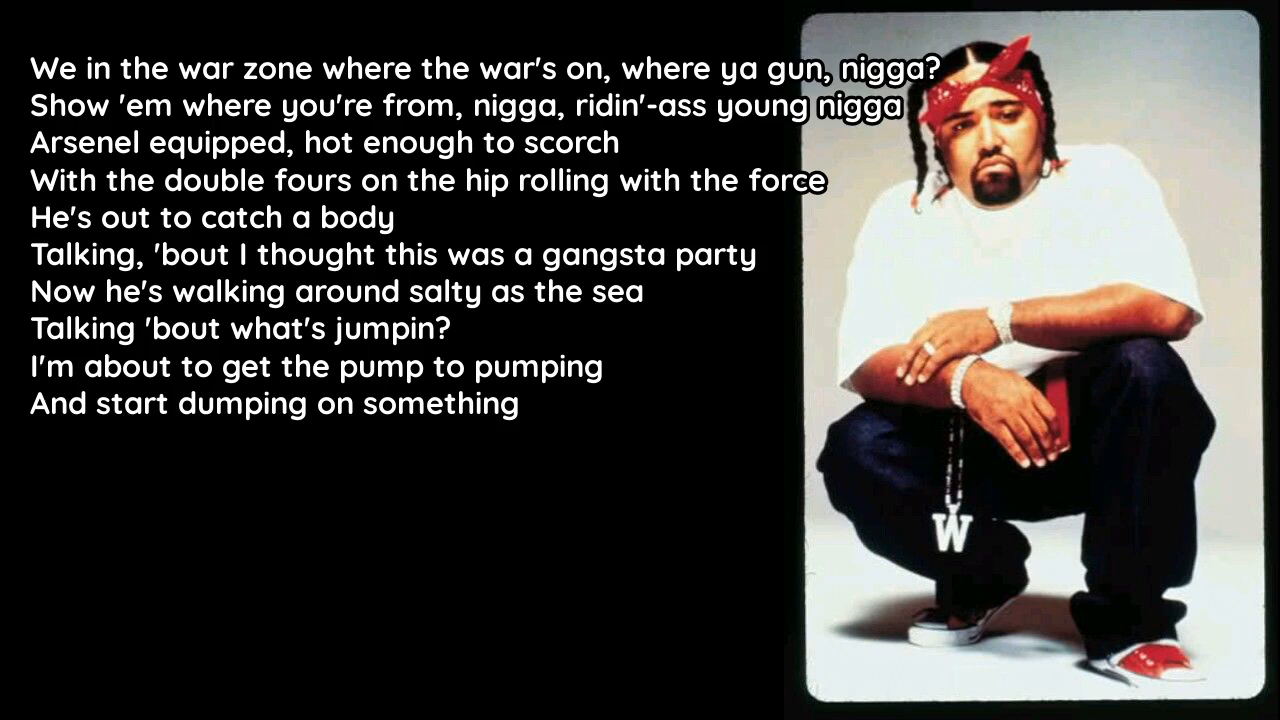 We in the war zone where the war's on, where ya gun, nigga?
Show 'em where you're from, nigga, ridin'-ass young nigga
Arsenel equipped, hot enough to scorch
With the double fours on the hip rolling with the force
He's out to catch a body
Talking, 'bout I thought this was a gangsta party
Now he's walking around salty as the sea
Talking 'bout what's jumpin?
I'm about to get the pump to pumping
And start dumping on something
W